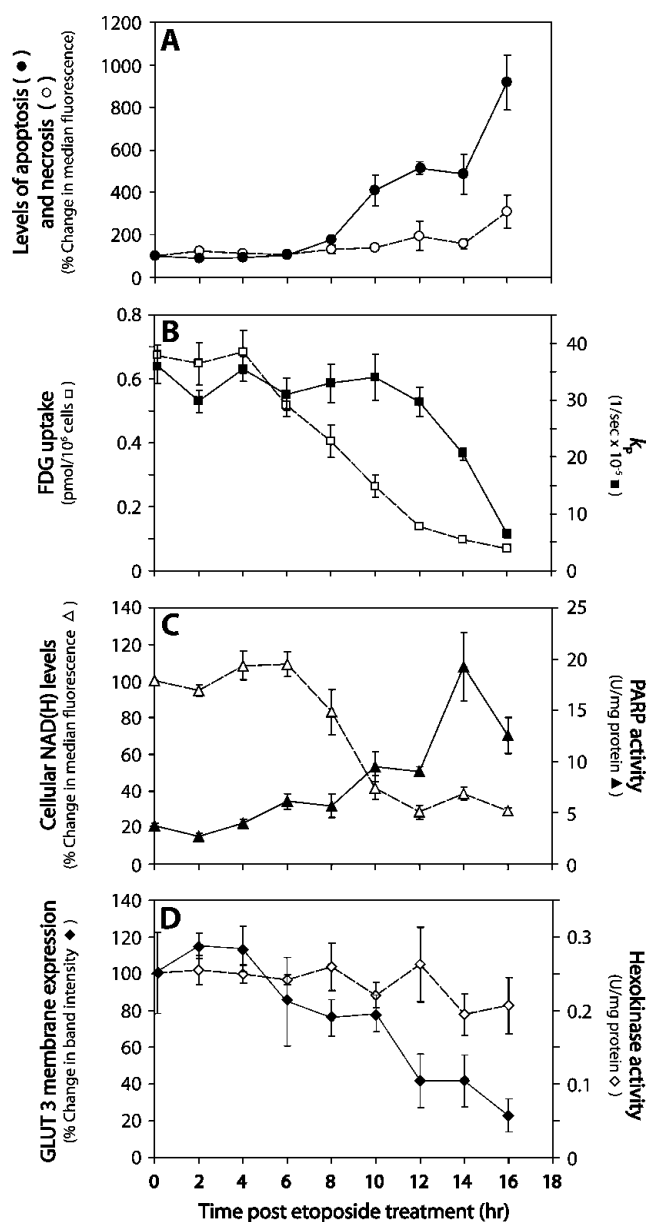 A
Levels of apoptosis ( ● )
and necrosis ( ○ )
(% Change in median fluorescence)
1200
1000
800
600
400
200
0
B
FDG uptake
(pmol/10⁶ cells □ )
0.8
0.6
0.4
0.2
0
40
30
20
10
0
kₚ
(1/sec x 10⁻⁵ ■ )
C
Cellular NAD(H) levels
(% Change in median fluorescence △ )
140
120
100
80
60
40
20
0
25
20
15
10
5
0
PARP activity
(U/mg protein ▲ )
D
GLUT 3 membrane expression
(% Change in band intensity ◆ )
140
120
100
80
60
40
20
0
0.3
0.2
0.1
0
Hexokinase activity
(U/mg protein ◇ )
0 2 4 6 8 10 12 14 16
Time post etoposide treatment (hr)